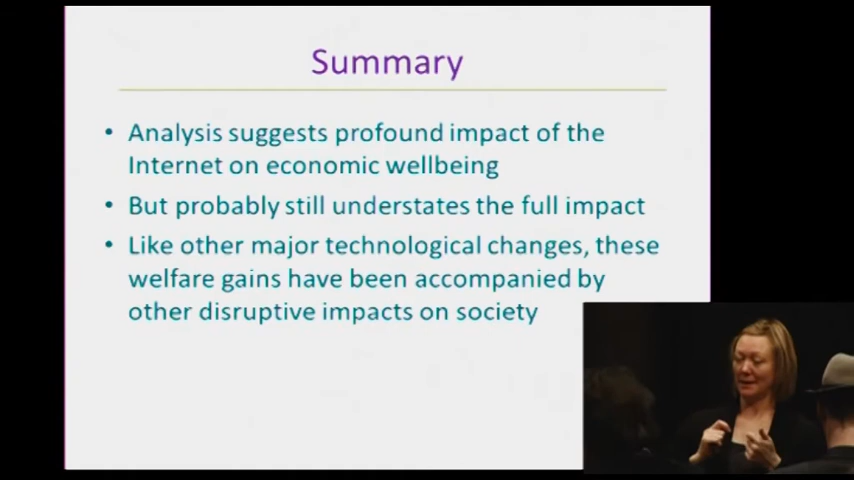 Summary
• Analysis suggests profound impact of the
Internet on economic wellbeing
• But probably still understates the full impact
• Like other major technological changes, these
welfare gains have been accompanied by
other disruptive impacts on society